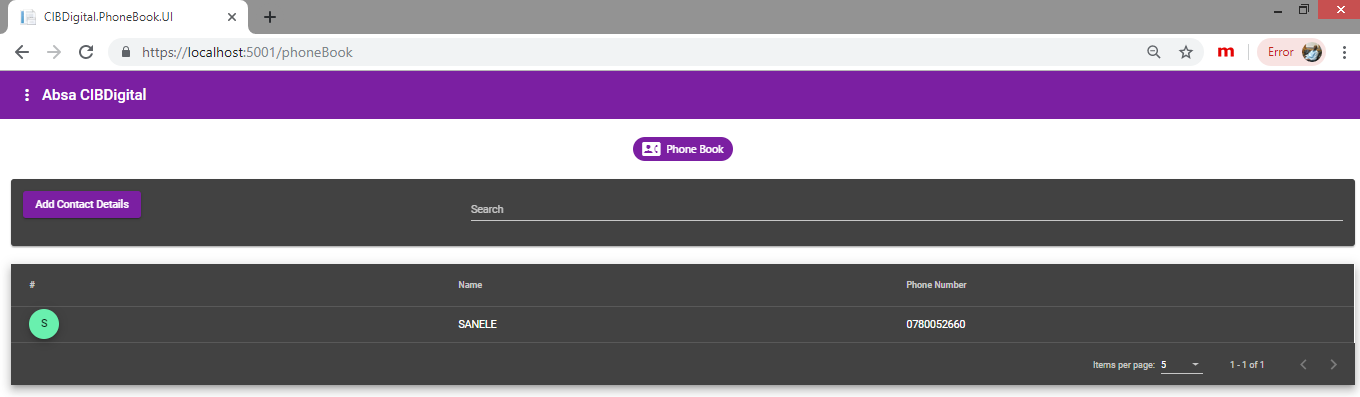 CIBDigital.PhoneBook.UI
https://localhost:5001/phoneBook
m
Error
Absa CIBDigital
Phone Book
Add Contact Details
Search
# Name Phone Number
S SANELE 0780052660
Items per page: 5 1 - 1 of 1